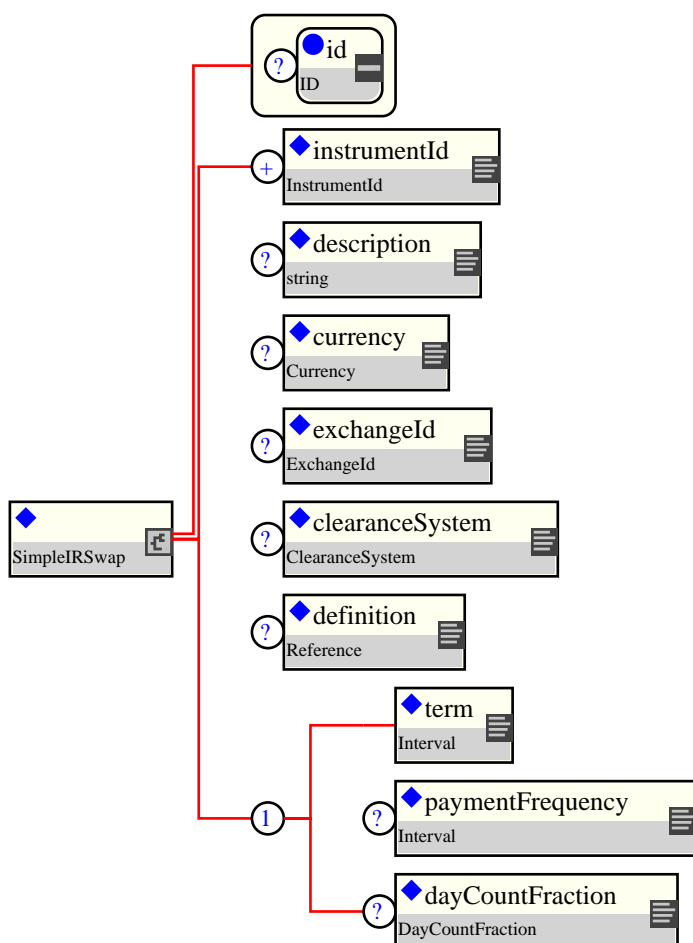 ? id
ID
+ instrumentId
InstrumentId
? description
string
? currency
Currency
? exchangeId
ExchangeId
SimpleIRSwap
? clearanceSystem
ClearanceSystem
? definition
Reference
term
Interval
1
? paymentFrequency
Interval
? dayCountFraction
DayCountFraction